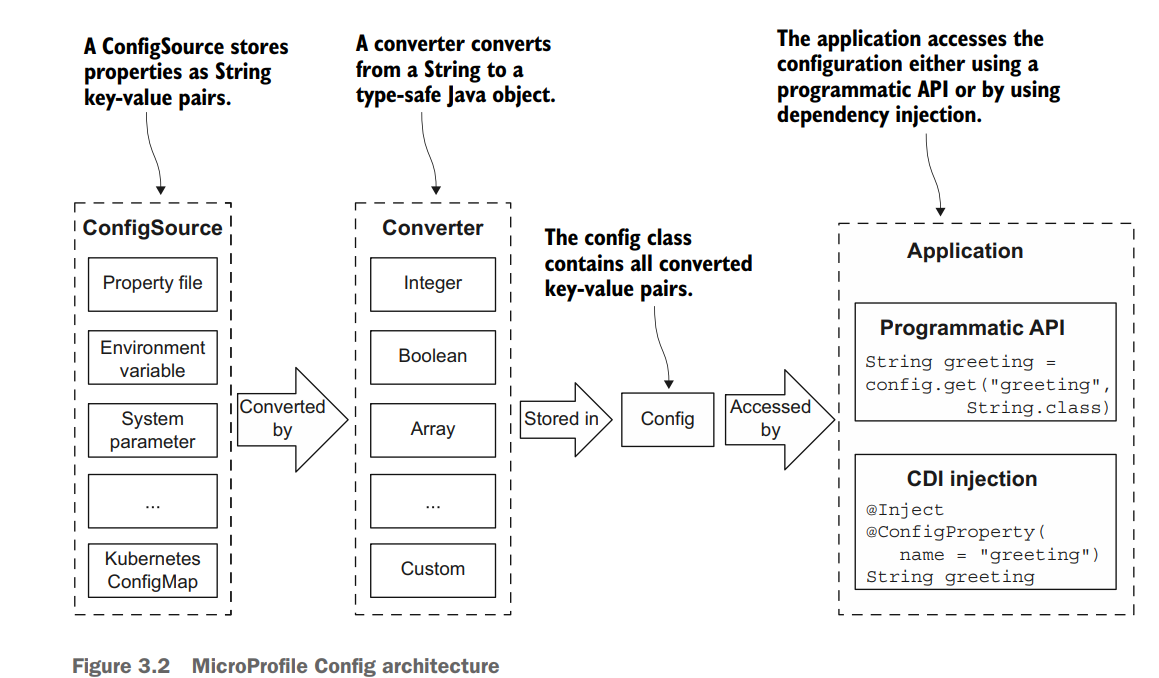 A ConfigSource stores
properties as String
key-value pairs.
A converter converts
from a String to a
type-safe Java object.
The application accesses the
configuration either using a
programmatic API or by using
dependency injection.
ConfigSource
Property file
Environment
variable
System
parameter
...
Kubernetes
ConfigMap
Converted
by
Converter
Integer
Boolean
Array
...
Custom
Stored in
The config class
contains all converted
key-value pairs.
Config
Accessed
by
Application
Programmatic API
String greeting =
config.get("greeting",
String.class)
CDI injection
@Inject
@ConfigProperty(
name = "greeting")
String greeting
Figure 3.2 MicroProfile Config architecture